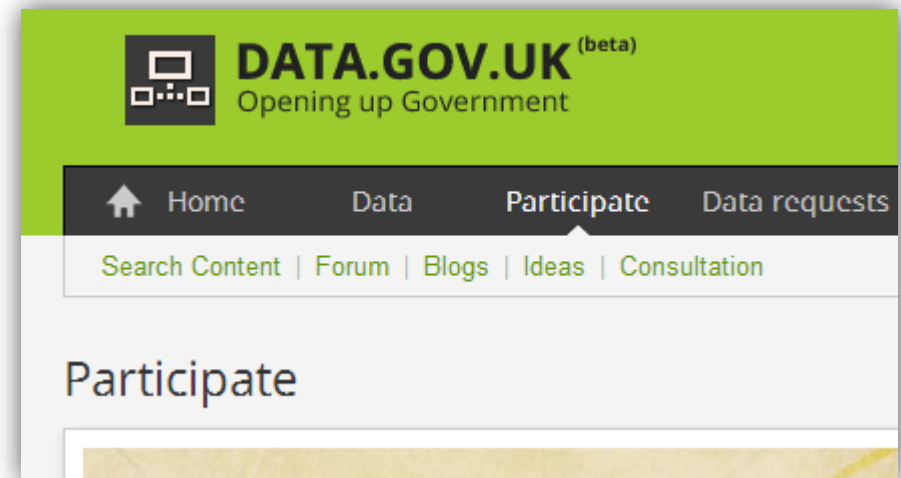 DATA.GOV.UK (beta)
Opening up Government
Home Data Participate Data requests
Search Content | Forum | Blogs | Ideas | Consultation
Participate